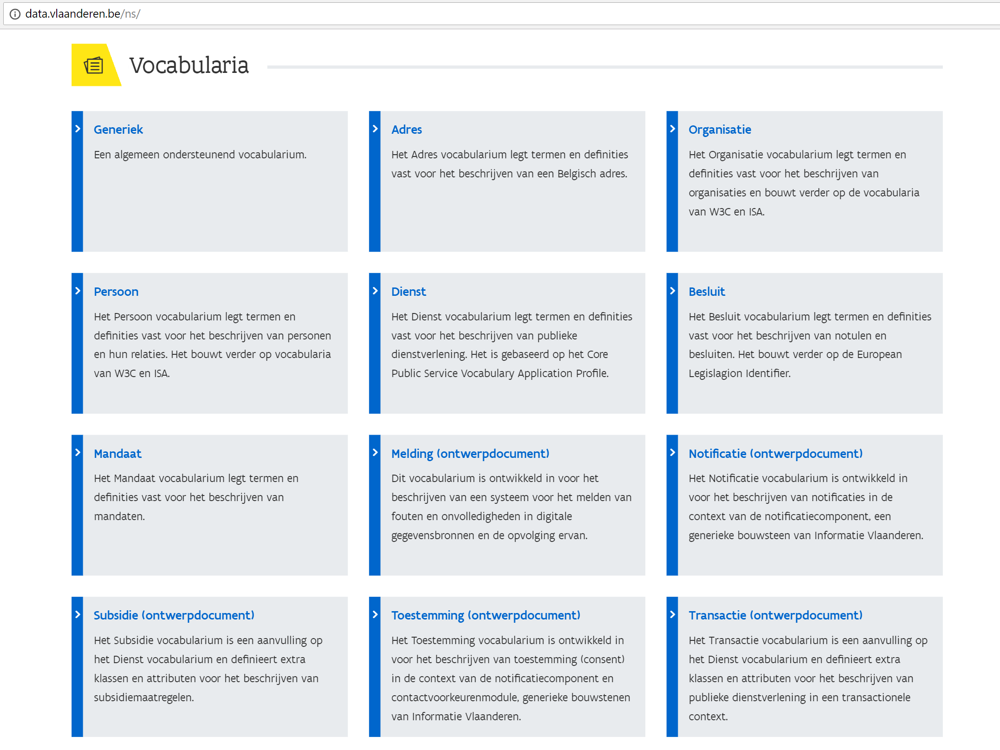 data.vlaanderen.be/ns/
Vocabularia
Generiek
Een algemeen ondersteunend vocabularium.
Adres
Het Adres vocabularium legt termen en definities
vast voor het beschrijven van een Belgisch adres.
Organisatie
Het Organisatie vocabularium legt termen en
definities vast voor het beschrijven van
organisaties en bouwt verder op de vocabularia
van W3C en ISA.
Persoon
Het Persoon vocabularium legt termen en
definities vast voor het beschrijven van personen
en hun relaties. Het bouwt verder op vocabularia
van W3C en ISA.
Dienst
Het Dienst vocabularium legt termen en definities
vast voor het beschrijven van publieke
dienstverlening. Het is gebaseerd op het Core
Public Service Vocabulary Application Profile.
Besluit
Het Besluit vocabularium legt termen en definities
vast voor het beschrijven van notulen en
besluiten. Het bouwt verder op de European
Legislagion Identifier.
Mandaat
Het Mandaat vocabularium legt termen en
definities vast voor het beschrijven van
mandaten.
Melding (ontwerpdocument)
Dit vocabularium is ontwikkeld in voor het
beschrijven van een systeem voor het melden van
fouten en onvolledigheden in digitale
gegevensbronnen en de opvolging ervan.
Notificatie (ontwerpdocument)
Het Notificatie vocabularium is ontwikkeld in
voor het beschrijven van notificaties in de
context van de notificatiecomponent, een
generieke bouwsteen van Informatie Vlaanderen.
Subsidie (ontwerpdocument)
Het Subsidie vocabularium is een aanvulling op
het Dienst vocabularium en definieert extra
klassen en attributen voor het beschrijven van
subsidiemaatregelen.
Toestemming (ontwerpdocument)
Het Toestemming vocabularium is ontwikkeld in
voor het beschrijven van toestemming (consent)
in de context van de notificatiecomponent en
contactvoorkeurenmodule, generieke bouwstenen
van Informatie Vlaanderen.
Transactie (ontwerpdocument)
Het Transactie vocabularium is een aanvulling op
het Dienst vocabularium en definieert extra
klassen en attributen voor het beschrijven van
publieke dienstverlening in een transactionele
context.